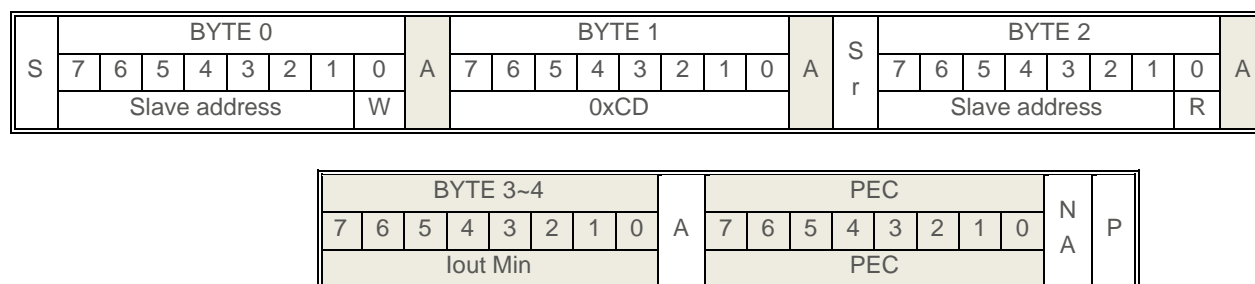 BYTE 0 BYTE 1 BYTE 2
S 7 6 5 4 3 2 1 0 A 7 6 5 4 3 2 1 0 A Sr 7 6 5 4 3 2 1 0 A
Slave address W 0xCD Slave address R
BYTE 3~4 PEC
7 6 5 4 3 2 1 0 A 7 6 5 4 3 2 1 0 NA P
Iout Min PEC